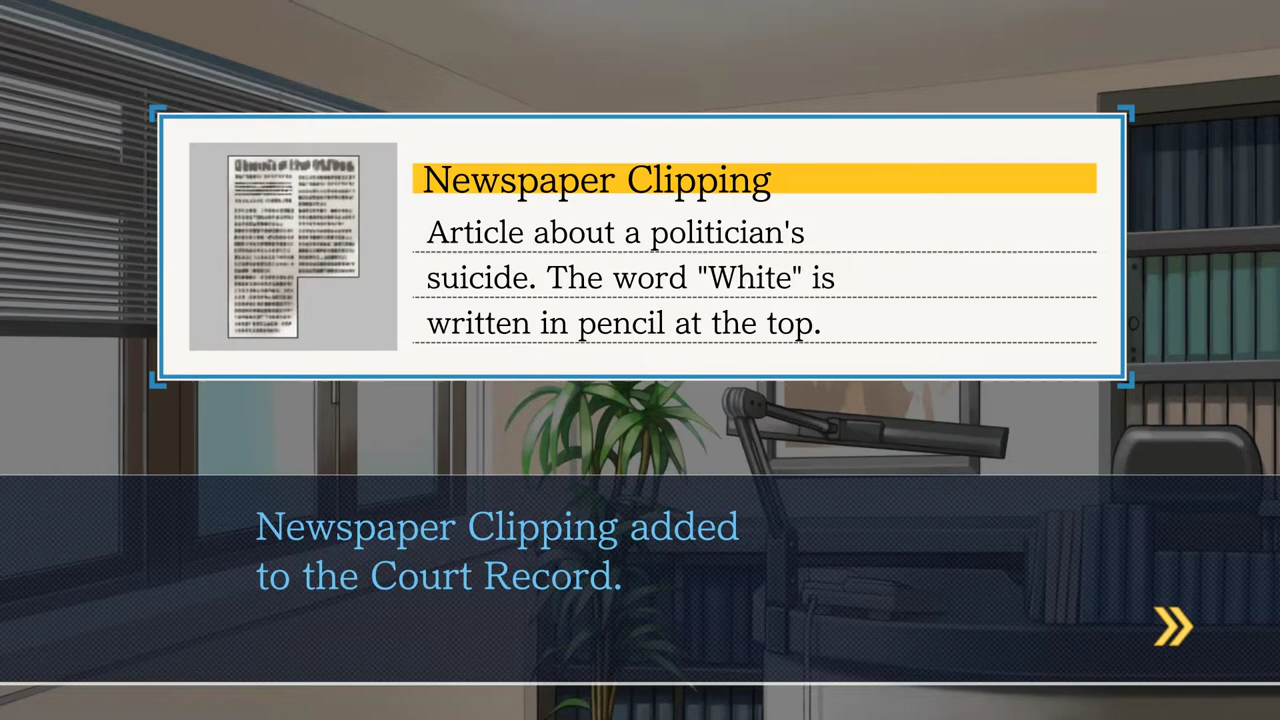 Newspaper Clipping
Article about a politician's
suicide. The word "White" is
written in pencil at the top.
Newspaper Clipping added
to the Court Record.